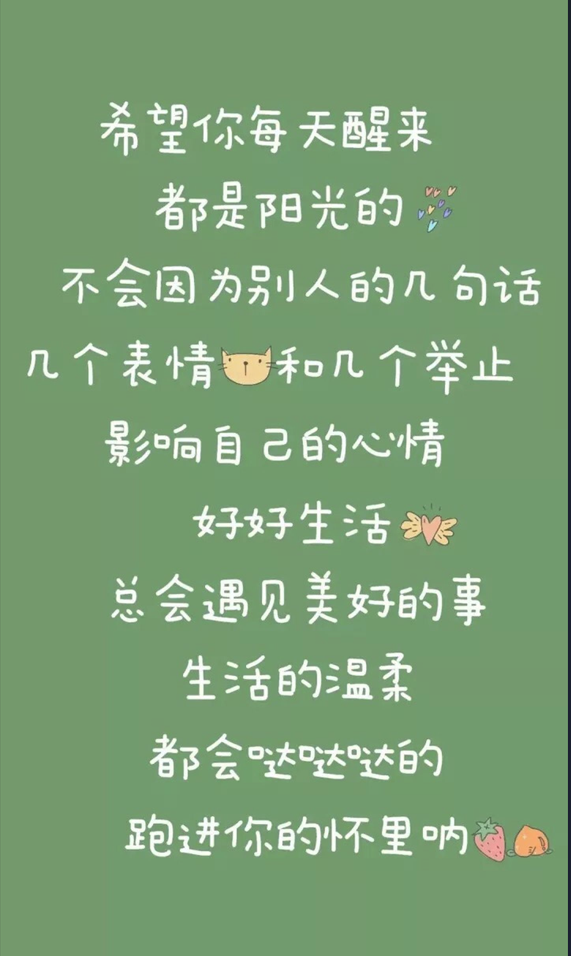 希望你每天醒来
都是阳光的
不会因为别人的几句话
几个表情和几个举止
影响自己的心情
好好生活
总会遇见美好的事
生活的温柔
都会哒哒哒的
跑进你的怀里呐